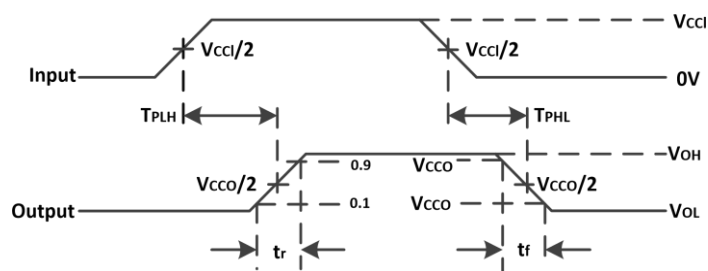 VCCI
VCCI/2
VCCI/2
Input
0V
TPLH
TPHL
0.9
VCCO
VOH
VCCO/2
VCCO/2
Output
0.1
VCCO
VOL
tr
tf